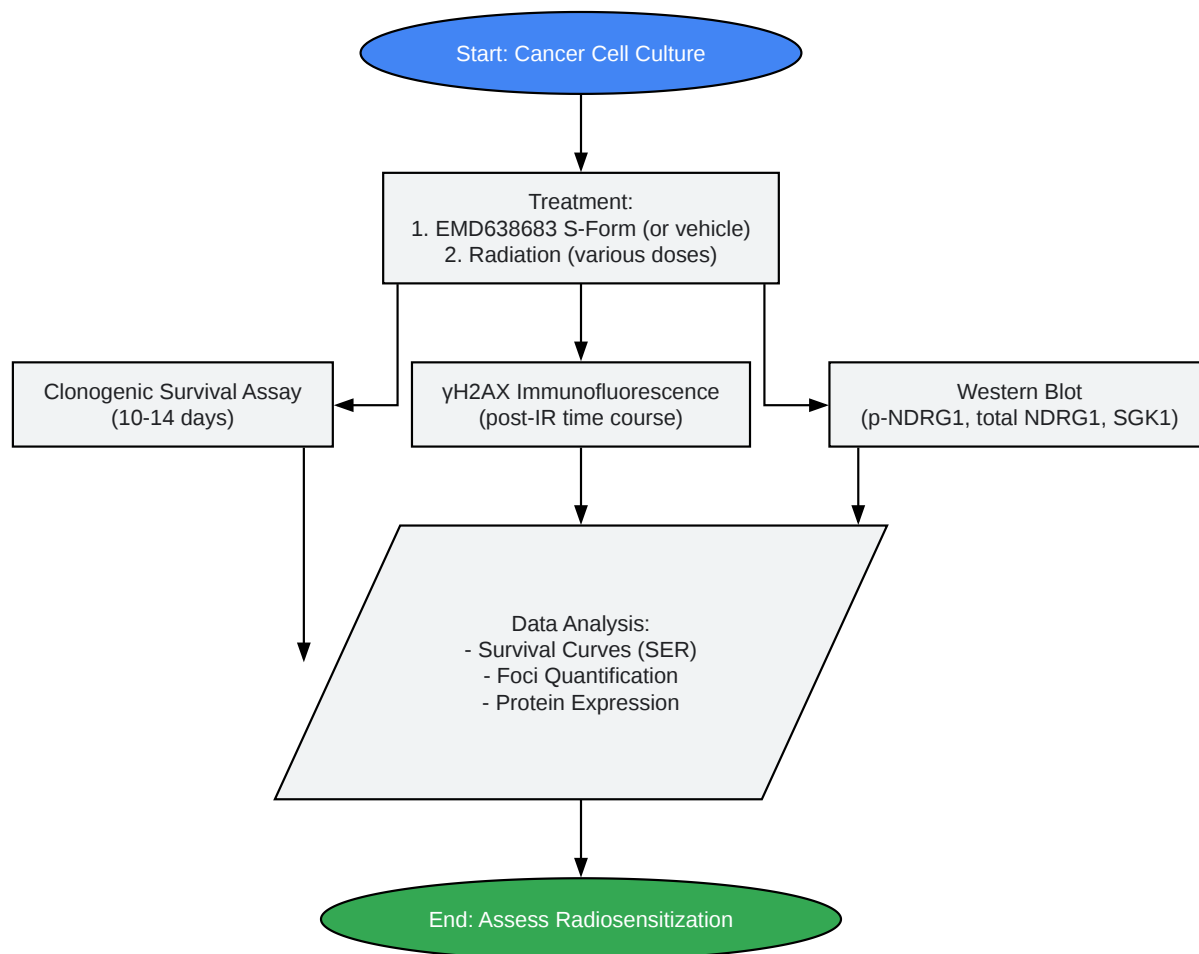 Start: Cancer Cell Culture
Treatment:
1. EMD638683 S-Form (or vehicle)
2. Radiation (various doses)
Clonogenic Survival Assay
(10-14 days)
γH2AX Immunofluorescence
(post-IR time course)
Western Blot
(p-NDRG1, total NDRG1, SGK1)
Data Analysis:
- Survival Curves (SER)
- Foci Quantification
- Protein Expression
End: Assess Radiosensitization